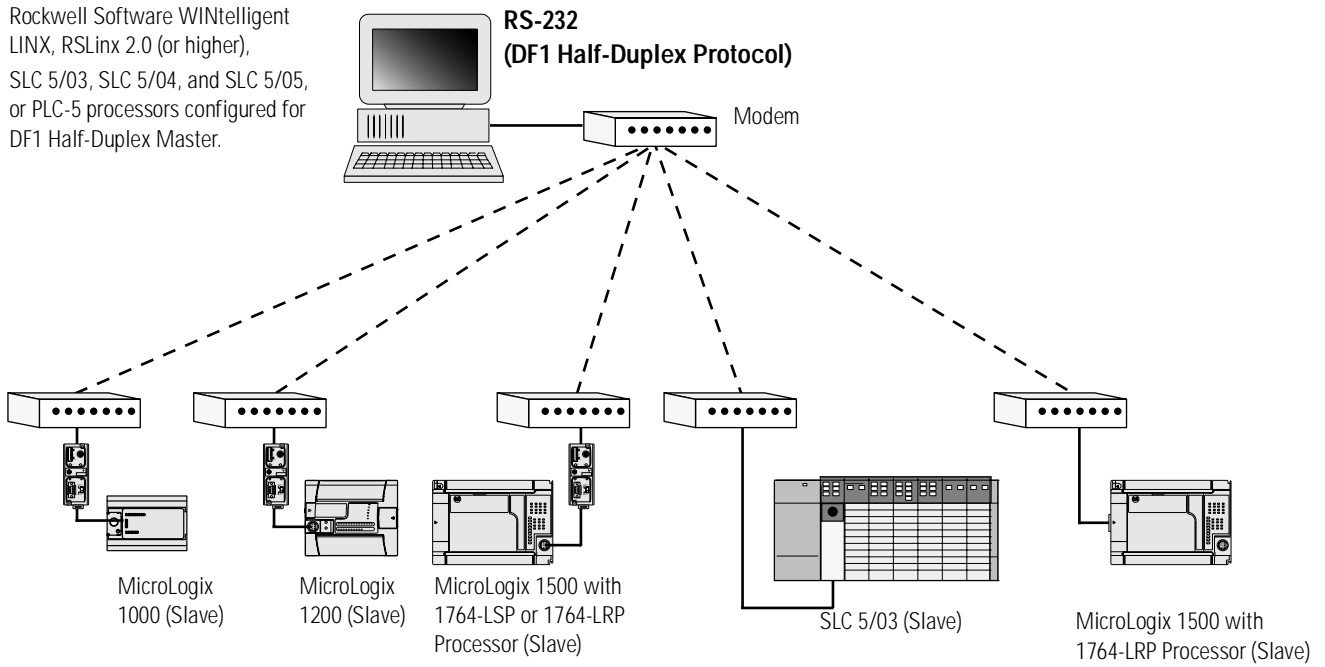 Rockwell Software WINtelligent
LINX, RSLinx 2.0 (or higher),
SLC 5/03, SLC 5/04, and SLC 5/05,
or PLC-5 processors configured for
DF1 Half-Duplex Master.
RS-232
(DF1 Half-Duplex Protocol)
Modem
MicroLogix
1000 (Slave)
MicroLogix
1200 (Slave)
MicroLogix 1500 with
1764-LSP or 1764-LRP
Processor (Slave)
SLC 5/03 (Slave)
MicroLogix 1500 with
1764-LRP Processor (Slave)